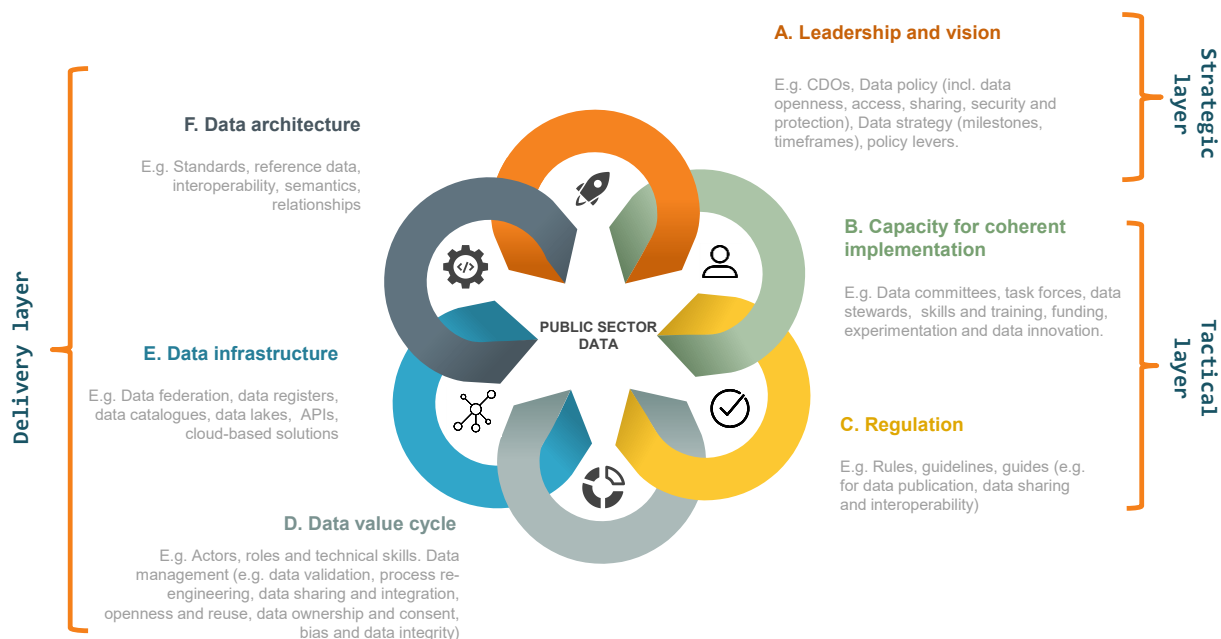 A. Leadership and vision
E.g. CDOs, Data policy (incl. data
openness, access, sharing, security and
protection), Data strategy (milestones,
timeframes), policy levers.
Strategic
layer
B. Capacity for coherent
implementation
E.g. Data committees, task forces, data
stewards, skills and training, funding,
experimentation and data innovation.
C. Regulation
E.g. Rules, guidelines, guides (e.g.
for data publication, data sharing
and interoperability)
Tactical
layer
D. Data value cycle
E.g. Actors, roles and technical skills. Data
management (e.g. data validation, process re-
engineering, data sharing and integration,
openness and reuse, data ownership and consent,
bias and data integrity)
E. Data infrastructure
E.g. Data federation, data registers,
data catalogues, data lakes, APIs,
cloud-based solutions
F. Data architecture
E.g. Standards, reference data,
interoperability, semantics,
relationships
Delivery layer
</>
PUBLIC SECTOR
DATA